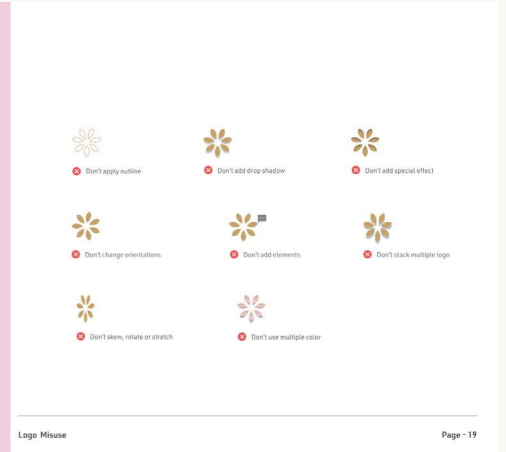 Don't apply outline
Don't add drop shadow
Don't add special effect
Don't change orientations
Don't add elements
Don't stack multiple logo
Don't skew, rotate or stretch
Don't use multiple color
Logo Misuse
Page - 19